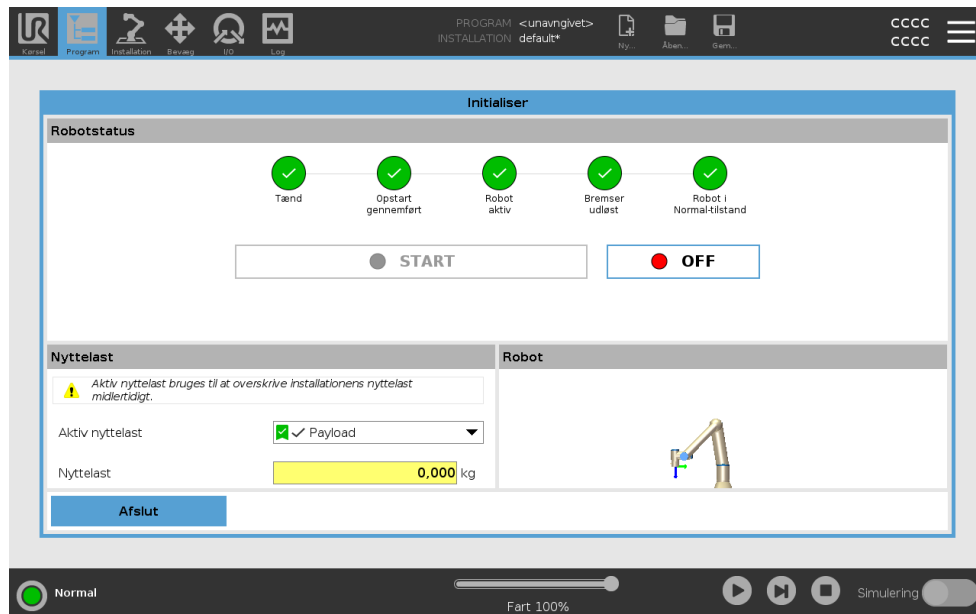 PROGRAM <unavngivet>
INSTALLATION default*
CCCC
CCCC
Kørsel
Program
Installation
Bevæg
I/O
Log
Ny...
Åben...
Gem...
Initialiser
Robotstatus
Tænd
Opstart
gennemført
Robot
aktiv
Bremser
udløst
Robot i
Normal-tilstand
START
OFF
Nyttelast
Aktiv nyttelast bruges til at overskrive installationens nyttelast
midlertidigt.
Aktiv nyttelast
Payload
Nyttelast
0,000 kg
Robot
Afslut
Normal
Fart 100%
Simulering